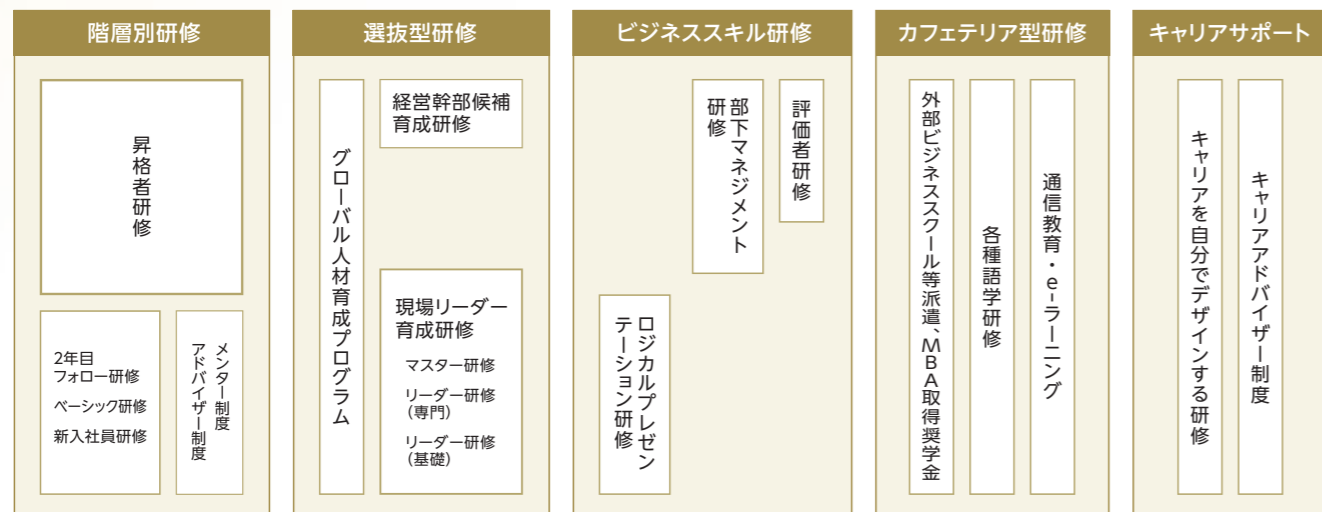 階層別研修
昇格者研修
2年目
フォロー研修
ベーシック研修
新入社員研修
メンター制度
アドバイザー制度
選抜型研修
グローバル人材育成プログラム
経営幹部候補
育成研修
現場リーダー
育成研修
マスター研修
リーダー研修
(専門)
リーダー研修
(基礎)
ビジネススキル研修
ロジカルプレゼン
テーション研修
部下マネジメント
研修
評価者研修
カフェテリア型研修
外部ビジネススクール等派遣、MBA取得奨学金
各種語学研修
通信教育・e-ラーニング
キャリアサポート
キャリアを自分でデザインする研修
キャリアアドバイザー制度